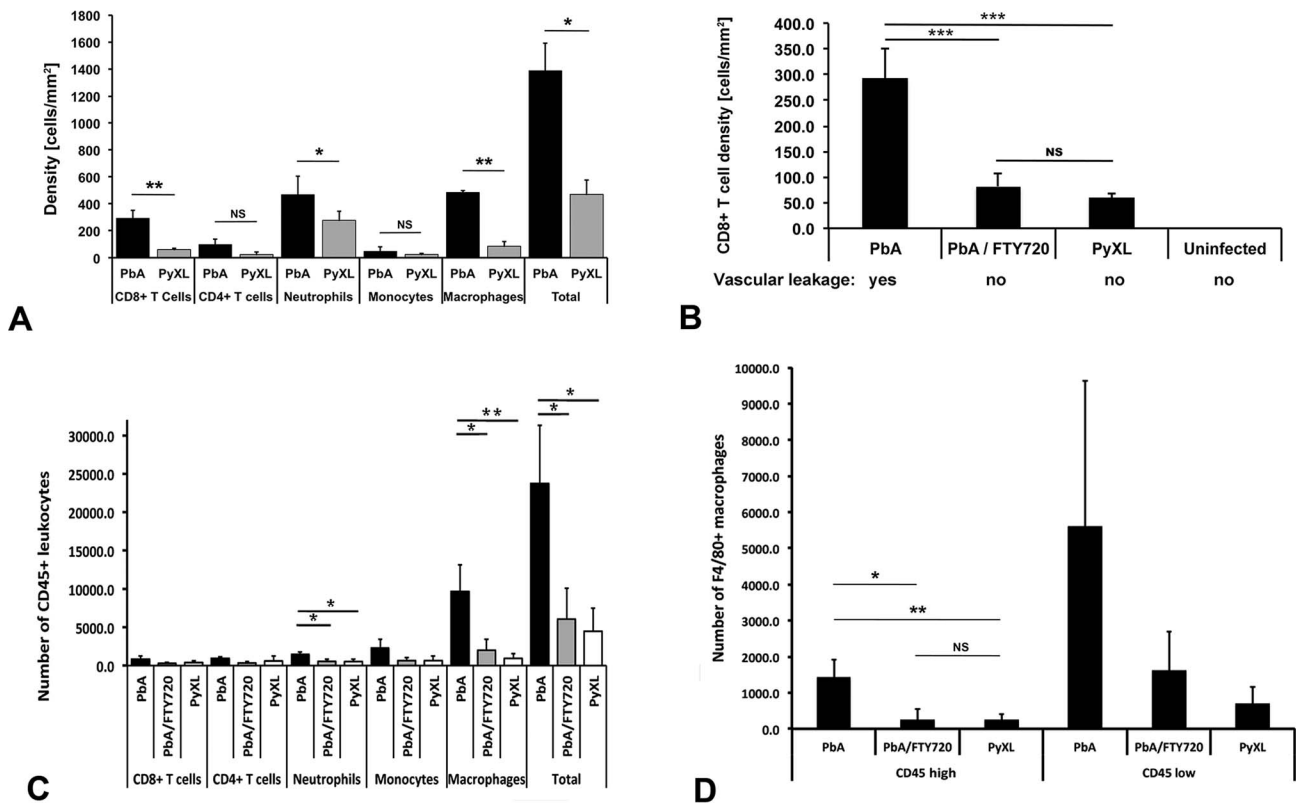 1800
1600
1400
1200
1000
800
600
400
200
0
Density [cells/mm²]
** NS * NS ** *
PbA PyXL PbA PyXL PbA PyXL PbA PyXL PbA PyXL PbA PyXL
CD8+ T Cells CD4+ T cells Neutrophils Monocytes Macrophages Total
A
400.0
350.0
300.0
250.0
200.0
150.0
100.0
50.0
0.0
CD8+ T cell density [cells/mm²]
***
***
NS
PbA PbA / FTY720 PyXL Uninfected
Vascular leakage: yes no no no
B
30000.0
25000.0
20000.0
15000.0
10000.0
5000.0
0.0
Number of CD45+ leukocytes
*
*
**
*
*
*
PbA PbA/FTY720 PyXL PbA PbA/FTY720 PyXL PbA PbA/FTY720 PyXL PbA PbA/FTY720 PyXL PbA PbA/FTY720 PyXL PbA PbA/FTY720 PyXL
CD8+ T cells CD4+ T cells Neutrophils Monocytes Macrophages Total
C
10000.0
9000.0
8000.0
7000.0
6000.0
5000.0
4000.0
3000.0
2000.0
1000.0
0.0
Number of F4/80+ macrophages
*
**
NS
PbA PbA/FTY720 PyXL PbA PbA/FTY720 PyXL
CD45 high CD45 low
D